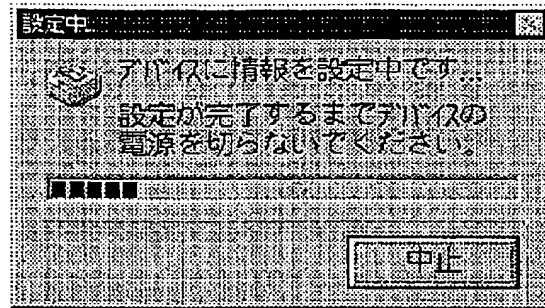 設定中...
デバイスに情報を設定中です...
設定が完了するまでデバイスの
電源を切らないでください。
中止